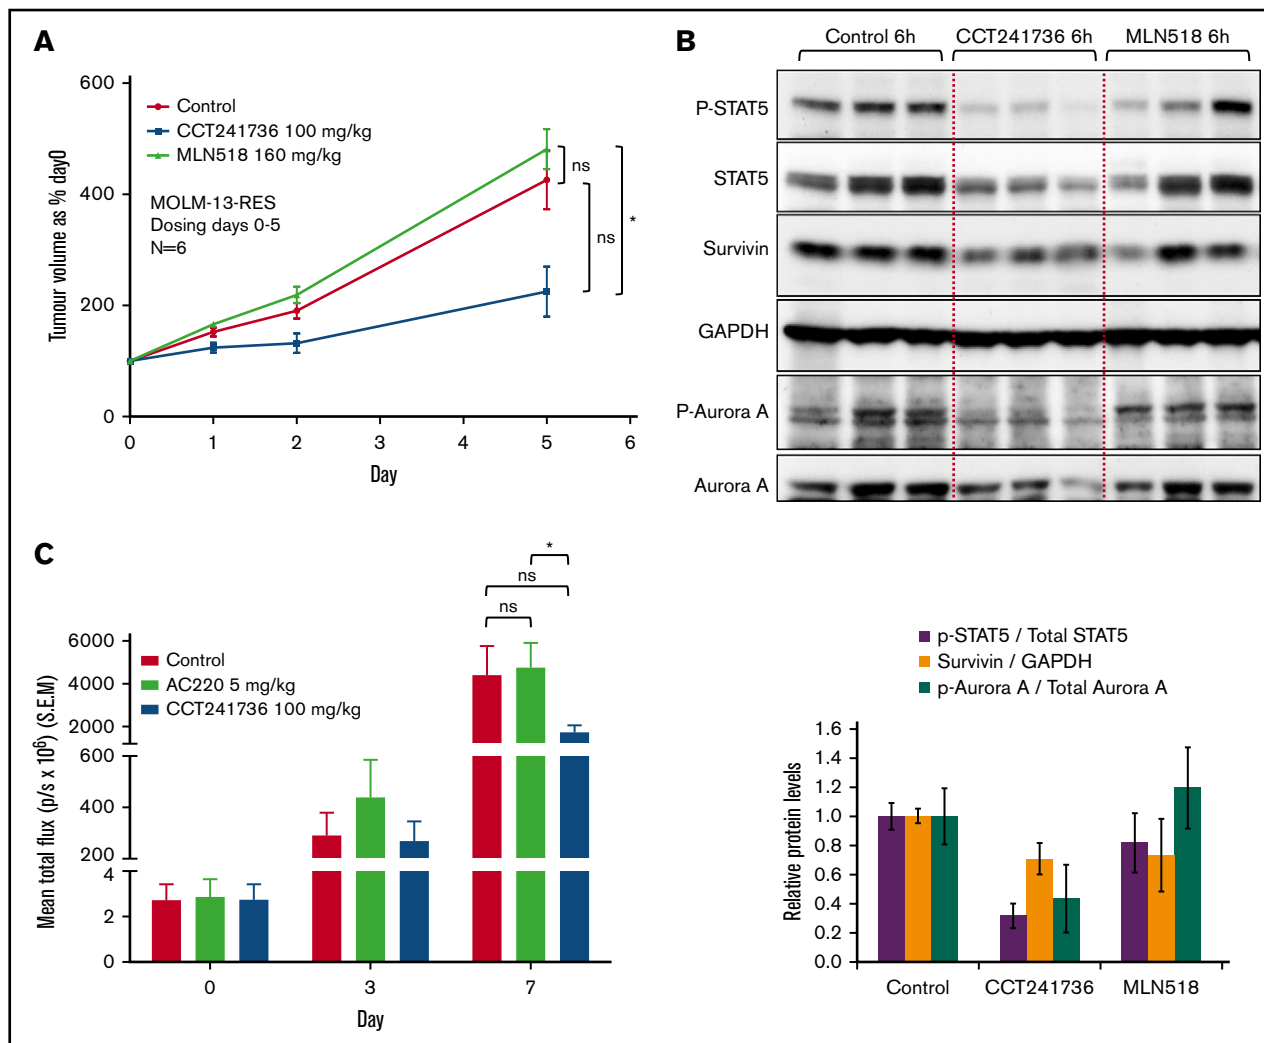 A
Tumour volume as % day0
600
400
200
0
Control
CCT241736 100 mg/kg
MLN518 160 mg/kg
MOLM-13-RES
Dosing days 0-5
N=6
ns
ns
*
0 1 2 3 4 5 6
Day
B
Control 6h CCT241736 6h MLN518 6h
P-STAT5
STAT5
Survivin
GAPDH
P-Aurora A
Aurora A
C
Mean total flux (p/s x 10⁶) (S.E.M)
6000
4000
2000
600
400
200
4
2
0
Control
AC220 5 mg/kg
CCT241736 100 mg/kg
*
ns
ns
0 3 7
Day
p-STAT5 / Total STAT5
Survivin / GAPDH
p-Aurora A / Total Aurora A
Relative protein levels
1.6
1.4
1.2
1.0
0.8
0.6
0.4
0.2
0.0
Control CCT241736 MLN518